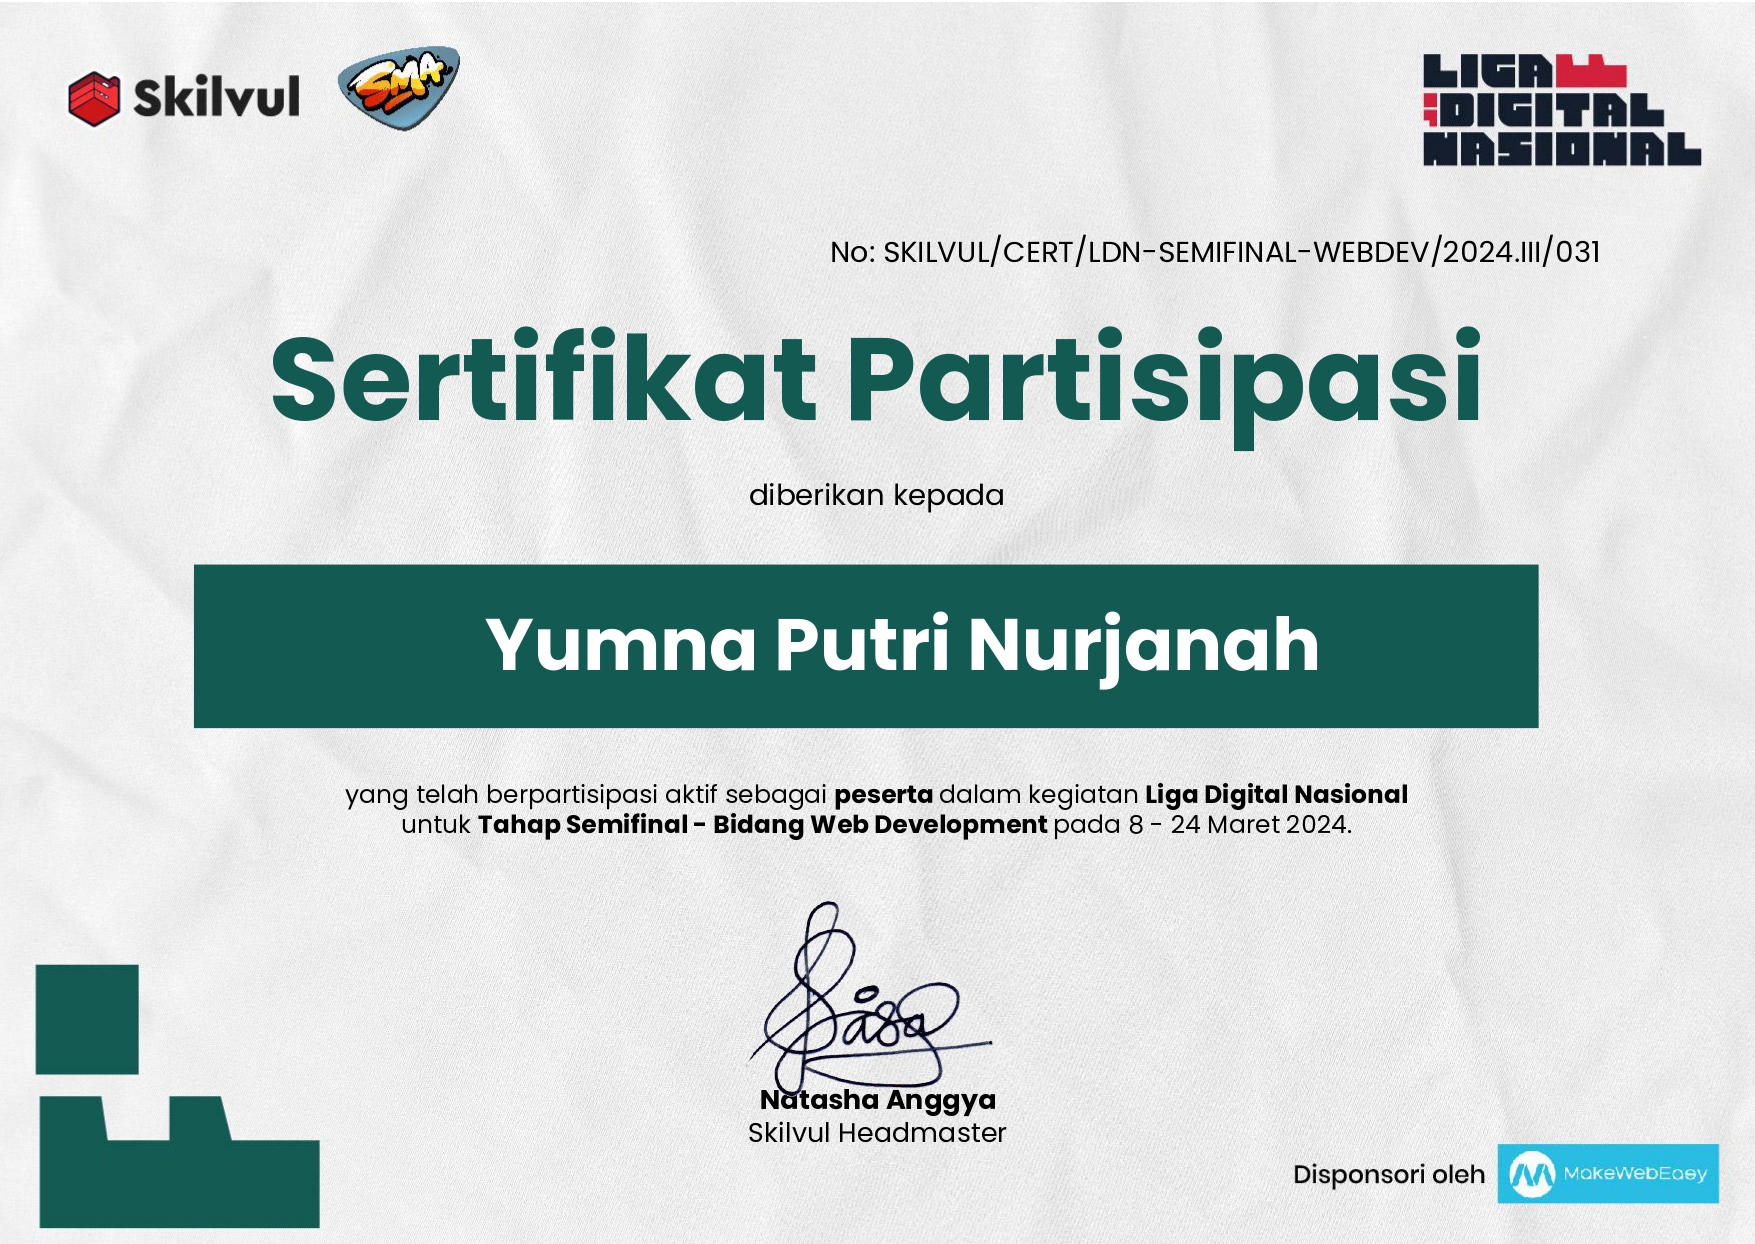 Skilvul
SMA
LIGA
DIGITAL
NASIONAL
No: SKILVUL/CERT/LDN-SEMIFINAL-WEBDEV/2024.III/031
Sertifikat Partisipasi
diberikan kepada
Yumna Putri Nurjanah
yang telah berpartisipasi aktif sebagai peserta dalam kegiatan Liga Digital Nasional
untuk Tahap Semifinal - Bidang Web Development pada 8 - 24 Maret 2024.
Natasha Anggya
Skilvul Headmaster
Disponsori oleh MakeWebEasy